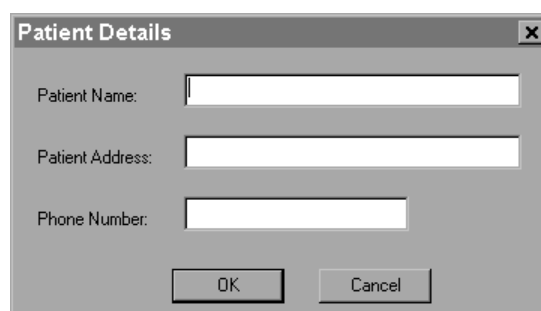 Patient Details
Patient Name:
Patient Address:
Phone Number:
OK Cancel